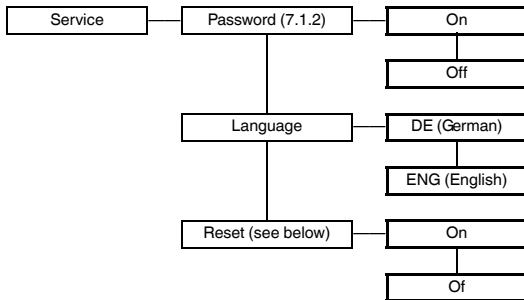 Service
Password (7.1.2)
On
Off
Language
DE (German)
ENG (English)
Reset (see below)
On
Of